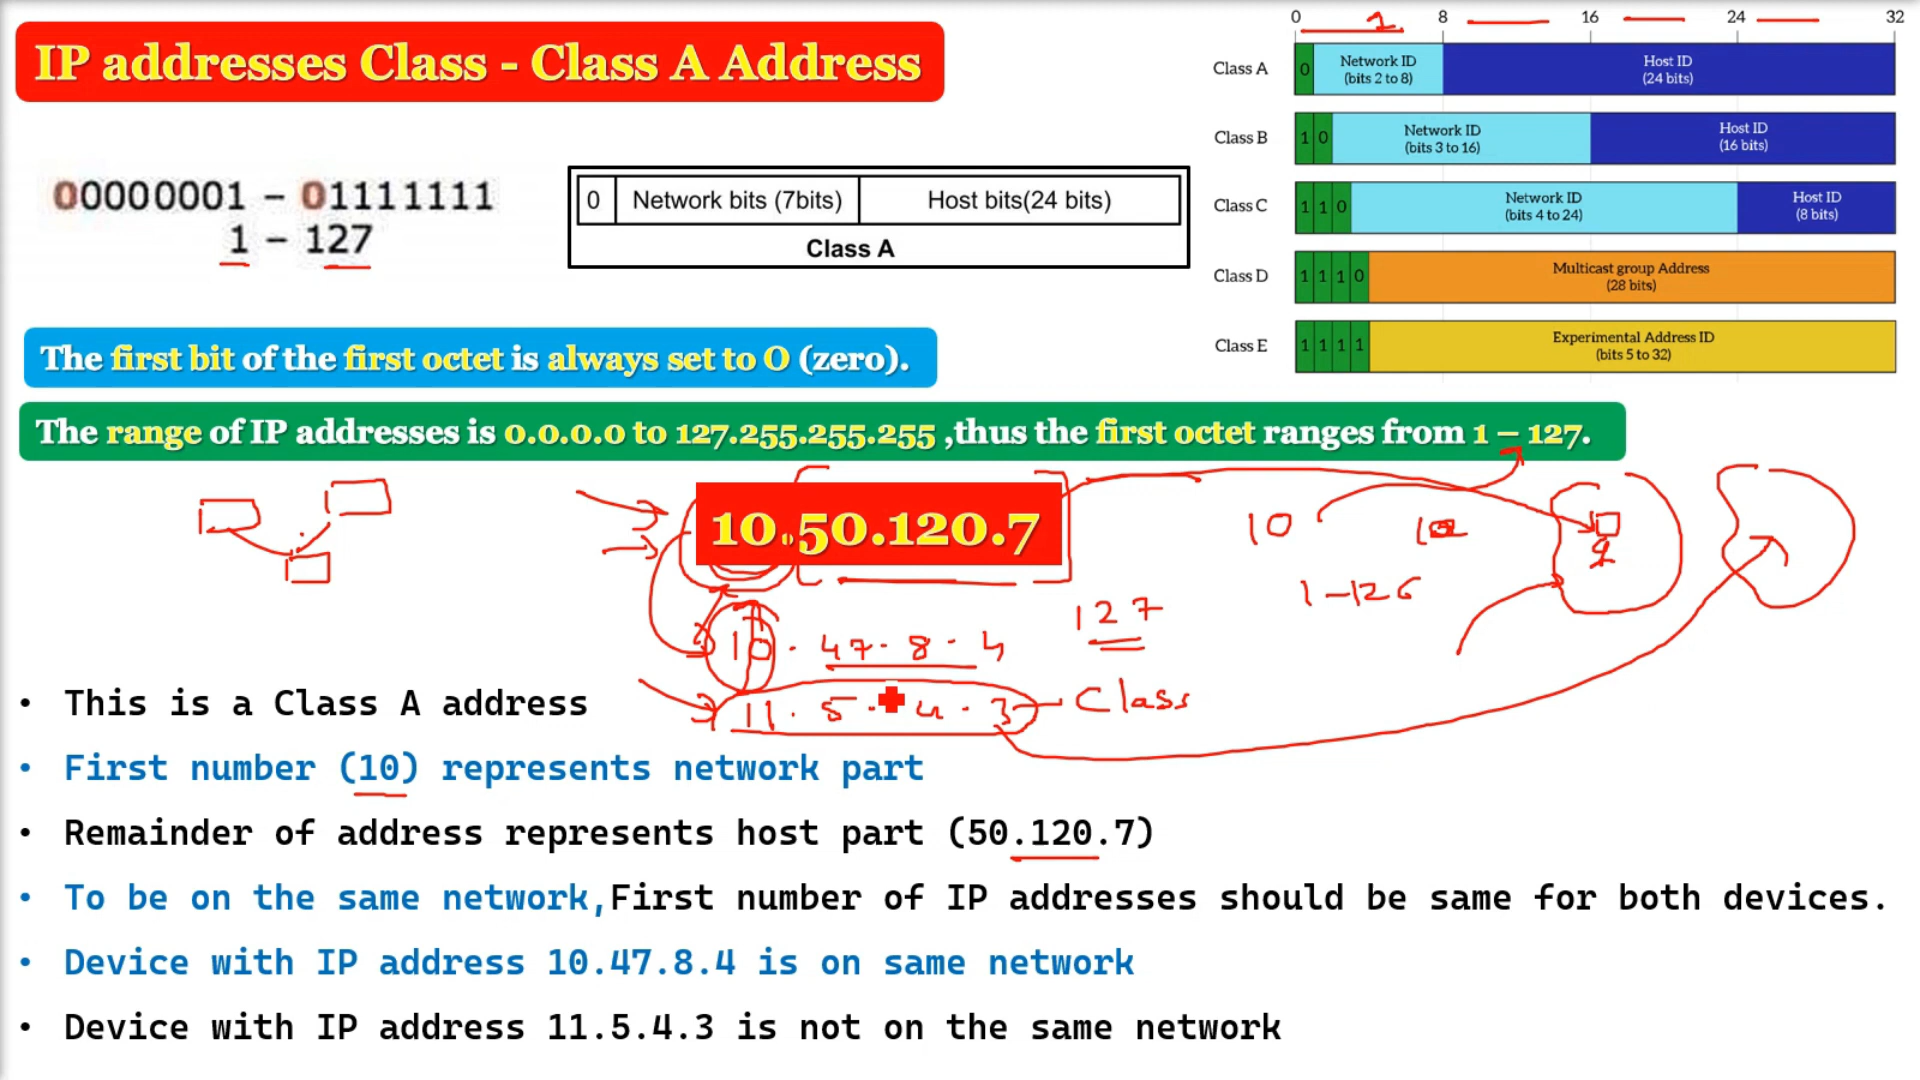 IP addresses Class - Class A Address
00000001 – 01111111
1 – 127
0 Network bits (7bits) Host bits(24 bits)
Class A
0 1 8 16 24 32
Class A 0 Network ID (bits 2 to 8) Host ID (24 bits)
Class B 1 0 Network ID (bits 3 to 16) Host ID (16 bits)
Class C 1 1 0 Network ID (bits 4 to 24) Host ID (8 bits)
Class D 1 1 1 0 Multicast group Address (28 bits)
Class E 1 1 1 1 Experimental Address ID (bits 5 to 32)
The first bit of the first octet is always set to 0 (zero).
The range of IP addresses is 0.0.0.0 to 127.255.255.255 ,thus the first octet ranges from 1 – 127.
10.50.120.7
10
1-126
127
10.47.8.4
11.5.4.3 - Class
• This is a Class A address
• First number (10) represents network part
• Remainder of address represents host part (50.120.7)
• To be on the same network,First number of IP addresses should be same for both devices.
• Device with IP address 10.47.8.4 is on same network
• Device with IP address 11.5.4.3 is not on the same network